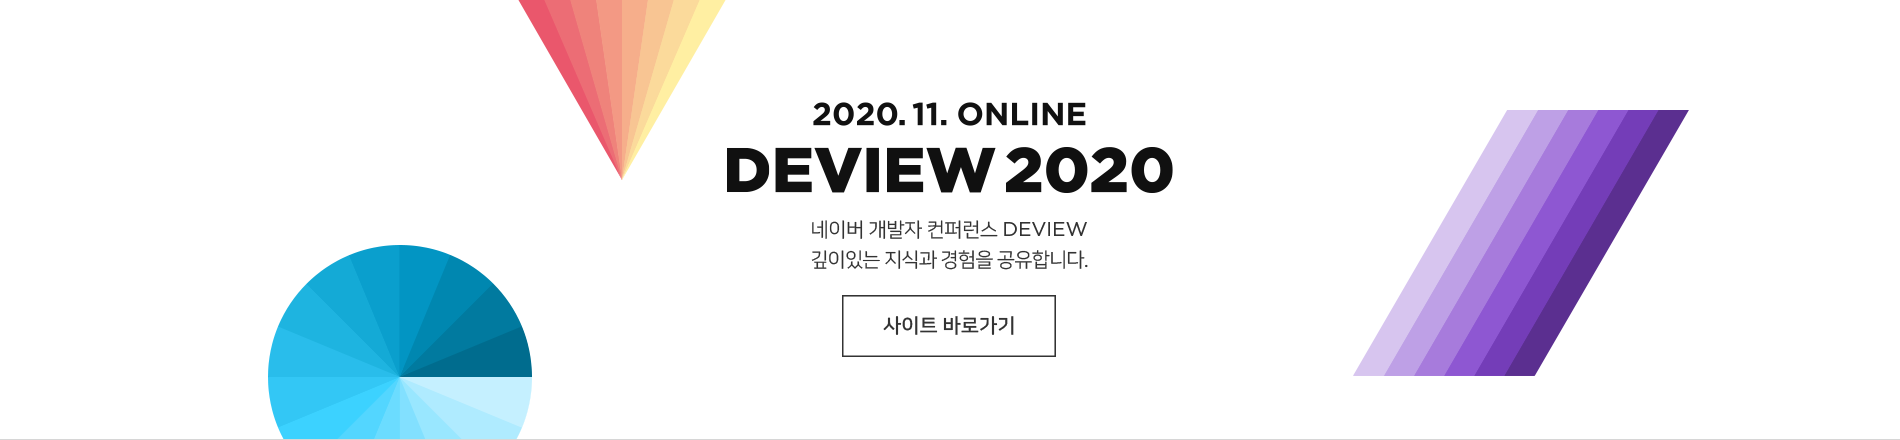 2020. 11. ONLINE
DEVIEW 2020
네이버 개발자 컨퍼런스 DEVIEW
깊이있는 지식과 경험을 공유합니다.
사이트 바로가기